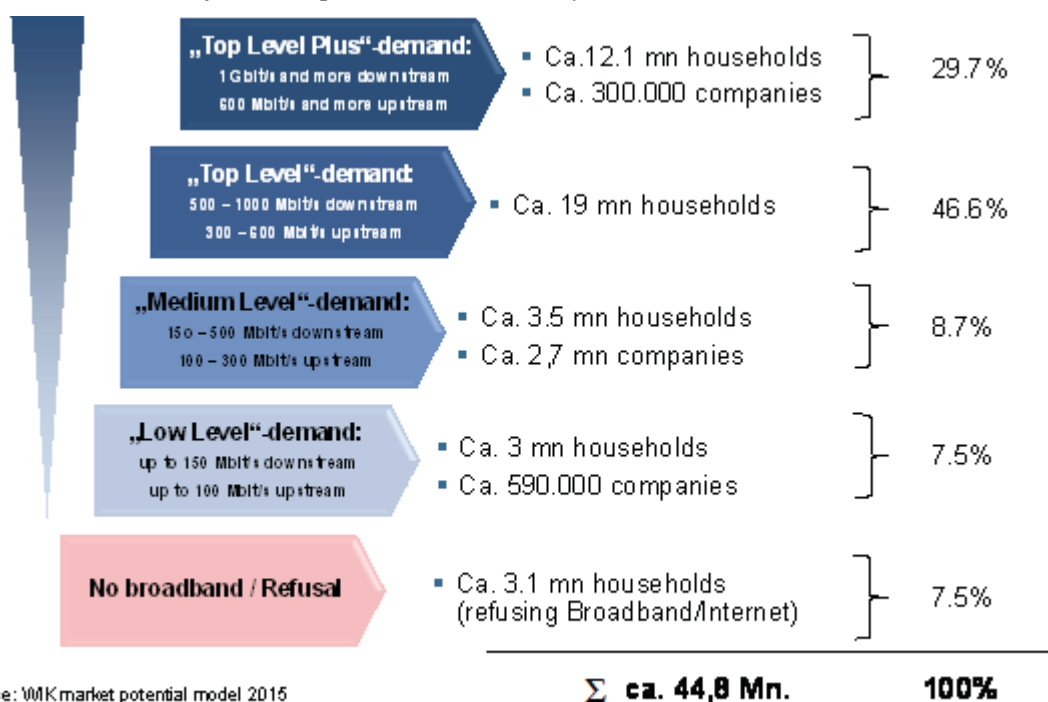 „Top Level Plus“-demand:
1Gbit/s and more downstream
600 Mbit/s and more upstream
▪ Ca.12.1 mn households
▪ Ca. 300.000 companies
29.7%
„Top Level“-demand:
500 – 1000 Mbit/s downstream
300 – 600 Mbit/s upstream
▪ Ca. 19 mn households
46.6%
„Medium Level“-demand:
15o – 500 Mbit/s downstream
100 – 300 Mbit/s upstream
▪ Ca. 3.5 mn households
▪ Ca. 2,7 mn companies
8.7%
„Low Level“-demand:
up to 150 Mbit/s downstream
up to 100 Mbit/s upstream
▪ Ca. 3 mn households
▪ Ca. 590.000 companies
7.5%
No broadband / Refusal
▪ Ca. 3.1 mn households
(refusing Broadband/Internet)
7.5%
e: WIK market potential model 2015
Σ ca. 44,8 Mn.
100%